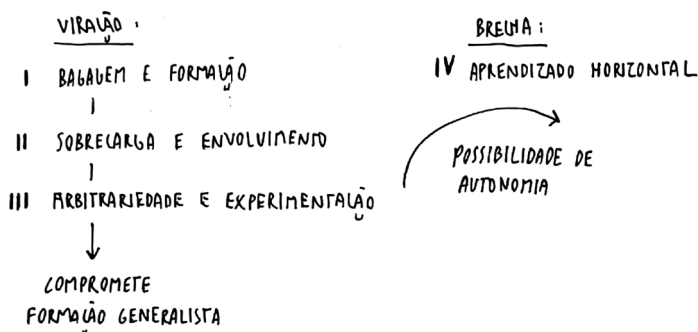 VIRAÇÃO:
I BAGAGEM E FORMAÇÃO
II SOBRECARGA E ENVOLVIMENTO
III ARBITRARIEDADE E EXPERIMENTAÇÃO
COMPROMETE
FORMAÇÃO GENERALISTA
BRECHA:
IV APRENDIZADO HORIZONTAL
POSSIBILIDADE DE
AUTONOMIA